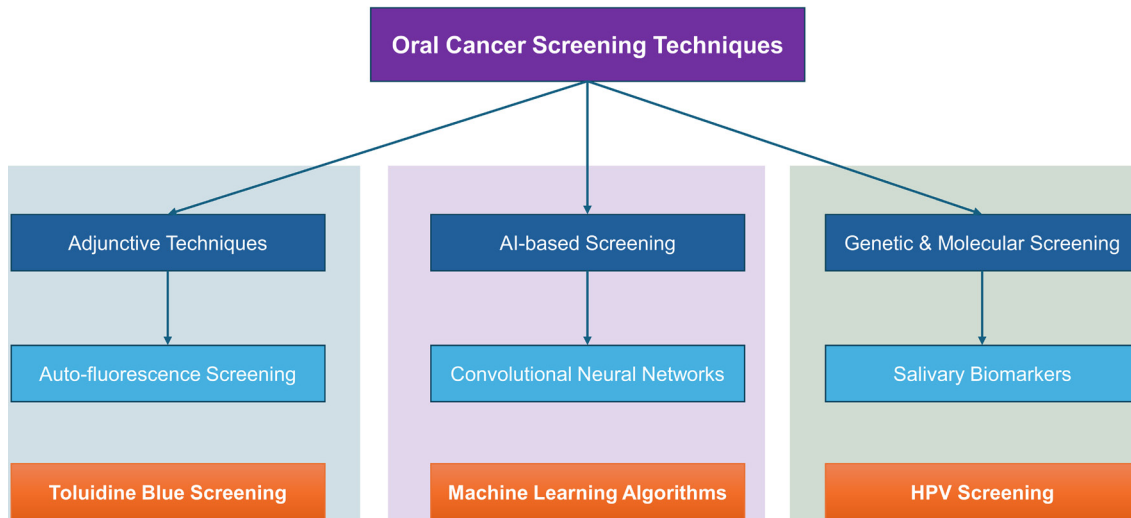 Oral Cancer Screening Techniques
Adjunctive Techniques
AI-based Screening
Genetic & Molecular Screening
Auto-fluorescence Screening
Convolutional Neural Networks
Salivary Biomarkers
Toluidine Blue Screening
Machine Learning Algorithms
HPV Screening